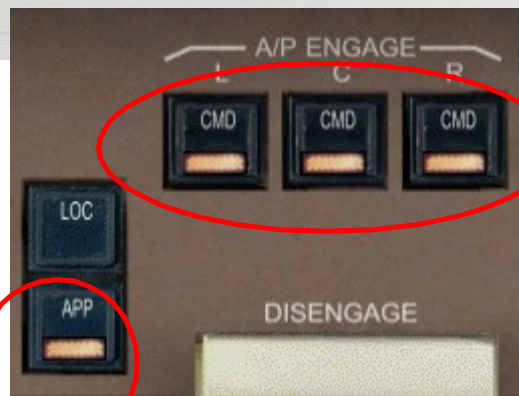 A/P ENGAGE
L C R
CMD CMD CMD
LOC
APP
DISENGAGE